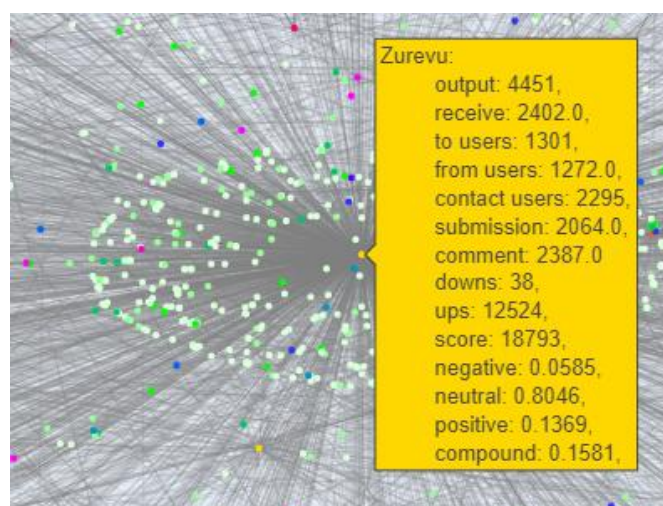 Zurevu:
output: 4451,
receive: 2402.0,
to users: 1301,
from users: 1272.0,
contact users: 2295,
submission: 2064.0,
comment: 2387.0
downs: 38,
ups: 12524,
score: 18793,
negative: 0.0585,
neutral: 0.8046,
positive: 0.1369,
compound: 0.1581,